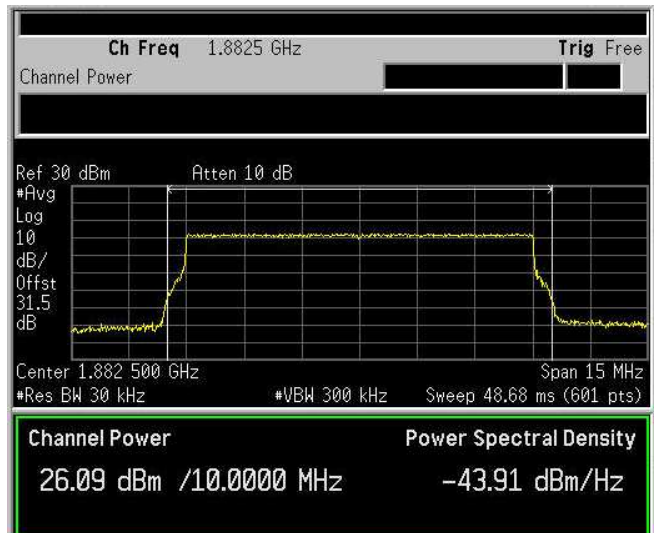 Ch Freq 1.8825 GHz Trig Free
Channel Power
Ref 30 dBm Atten 10 dB
#Avg
Log
10
dB/
Offst
31.5
dB
Center 1.882 500 GHz Span 15 MHz
#Res BW 30 kHz #VBW 300 kHz Sweep 48.68 ms (601 pts)
Channel Power Power Spectral Density
26.09 dBm /10.0000 MHz -43.91 dBm/Hz